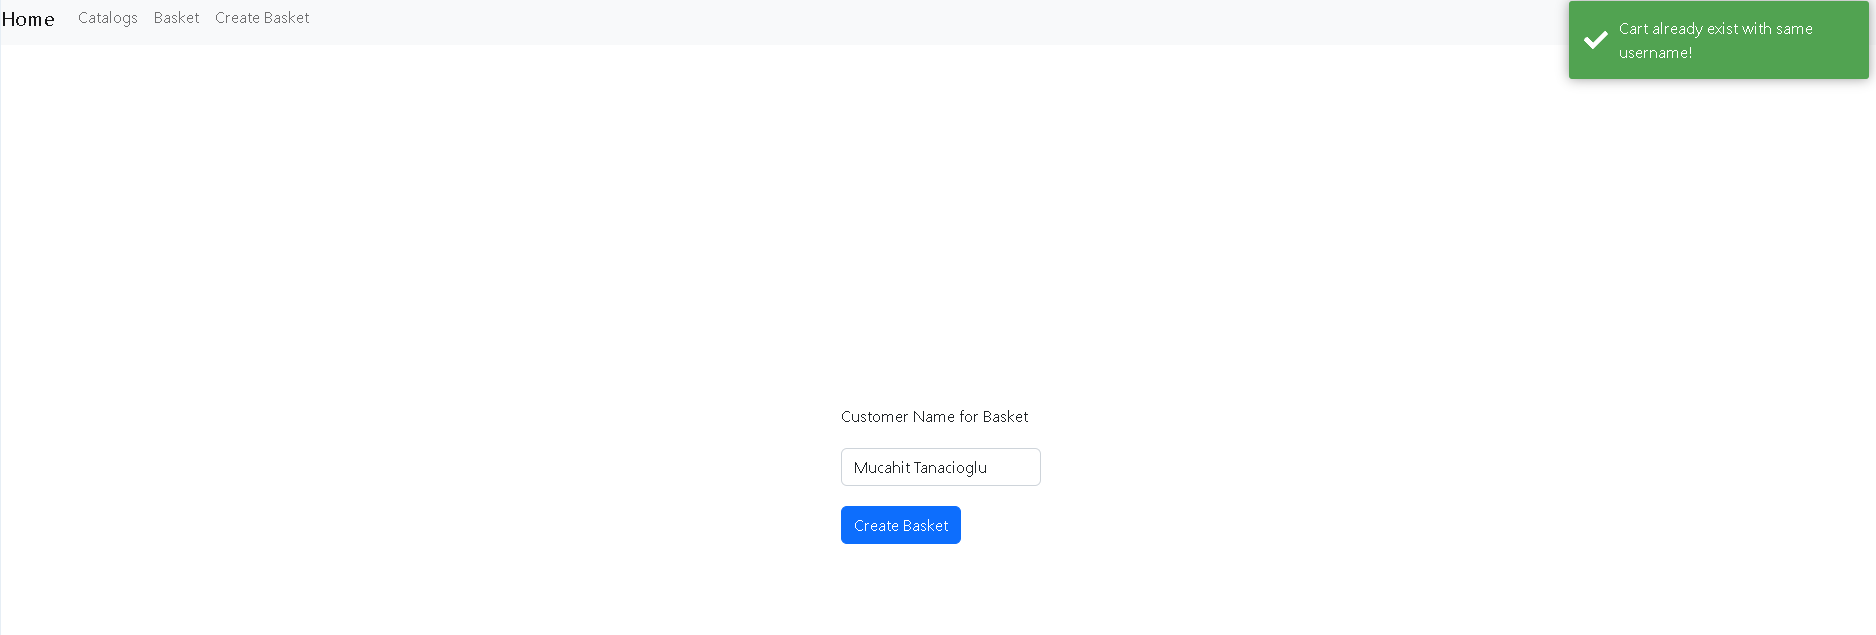 Home Catalogs Basket Create Basket
Cart already exist with same
username!
Customer Name for Basket
Mucahit Tanacioglu
Create Basket